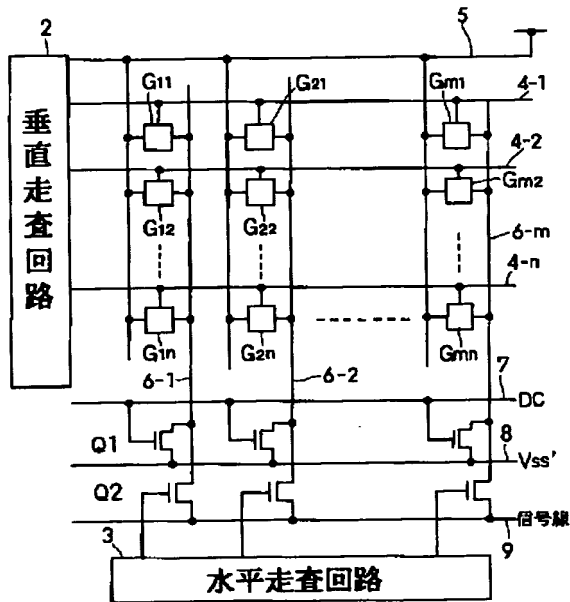 2
5
G11
G21
Gm1
4-1
4-2
G12
G22
Gm2
6-m
4-n
G1n
G2n
Gmn
6-1
6-2
7
DC
Q1
8
Vss'
Q2
信号線
3
9
垂直走査回路
水平走査回路